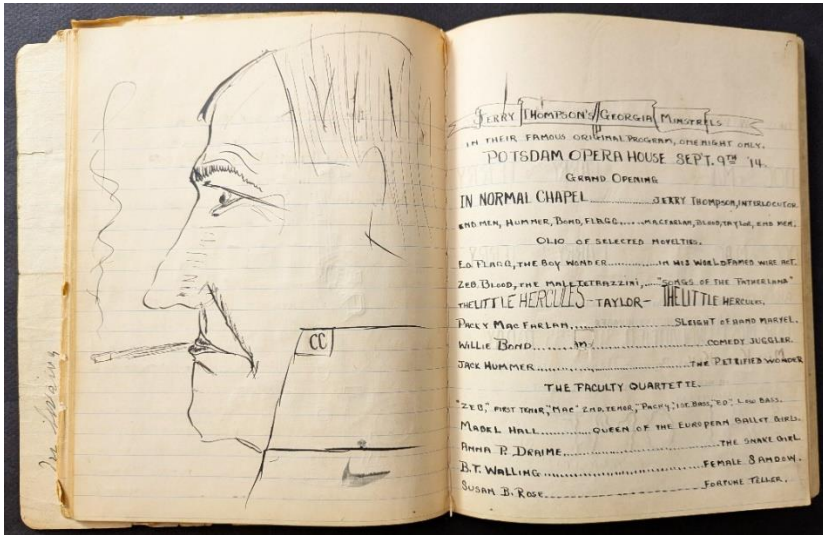 CC
JERRY THOMPSON'S GEORGIA MINSTRELS
IN THEIR FAMOUS ORIGINAL PROGRAM, ONE NIGHT ONLY.
POTSDAM OPERA HOUSE SEPT. 9TH '14.
GRAND OPENING
IN NORMAL CHAPEL..........JERRY THOMPSON, INTERLOCUTOR
END MEN, HUMMER, BOND, FLAGG.....MACFARLAN, BLOOD, TAYLOR, END MEN.
OLIO OF SELECTED NOVELTIES.
ED FLAGG, THE BOY WONDER..........IN HIS WORLD FAMED WIRE ACT.
ZEB. BLOOD, THE MALE TETRAZZINI,....."SONGS OF THE FATHERLAND"
THE LITTLE HERCULES - TAYLOR - THE LITTLE HERCULES.
PACKY MACFARLAN,..........SLEIGHT OF HAND MARVEL.
WILLIE BOND..........COMEDY JUGGLER.
JACK HUMMER..........THE PETRIFIED WONDER
THE FACULTY QUARTETTE.
"ZEB," FIRST TENOR, "MAC" 2ND. TENOR, "PACKY", 1ST. BASS, "ED", LOW BASS.
MABEL HALL..........QUEEN OF THE EUROPEAN BALLET GIRLS.
ANNA P. DRAIME..........THE SNAKE GIRL
B.T. WALLING..........FEMALE SANDOW.
SUSAN B. ROSE..........FORTUNE TELLER.